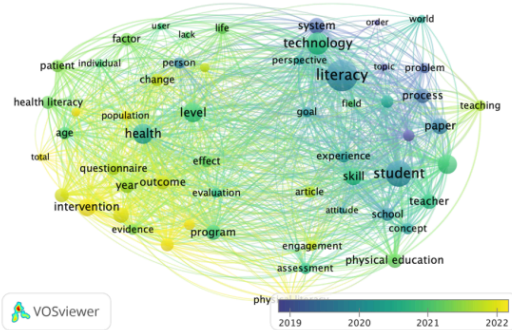 user
order
world
system
life
lack
factor
technology
perspective
patient
individual
person
topic
problem
literacy
change
process
health literacy
field
teaching
population
level
goal
paper
age
health
total
effect
experience
questionnaire
skill
student
year
outcome
evaluation
article
intervention
teacher
attitude
school
evidence
program
concept
engagement
physical education
assessment
VOSviewer
2019
2020
2021
2022